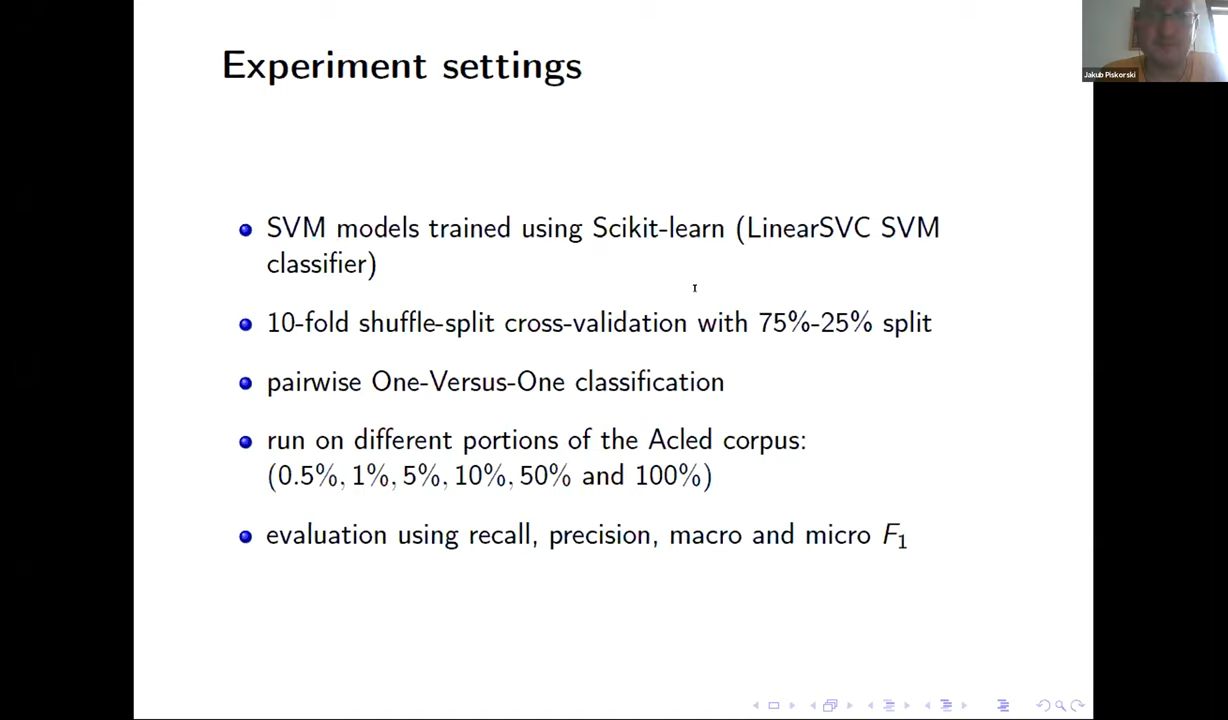 Experiment settings
Jakub Piskorski
SVM models trained using Scikit-learn (LinearSVC SVM
classifier)
10-fold shuffle-split cross-validation with 75%-25% split
pairwise One-Versus-One classification
run on different portions of the Acled corpus:
(0.5%, 1%, 5%, 10%, 50% and 100%)
evaluation using recall, precision, macro and micro F₁